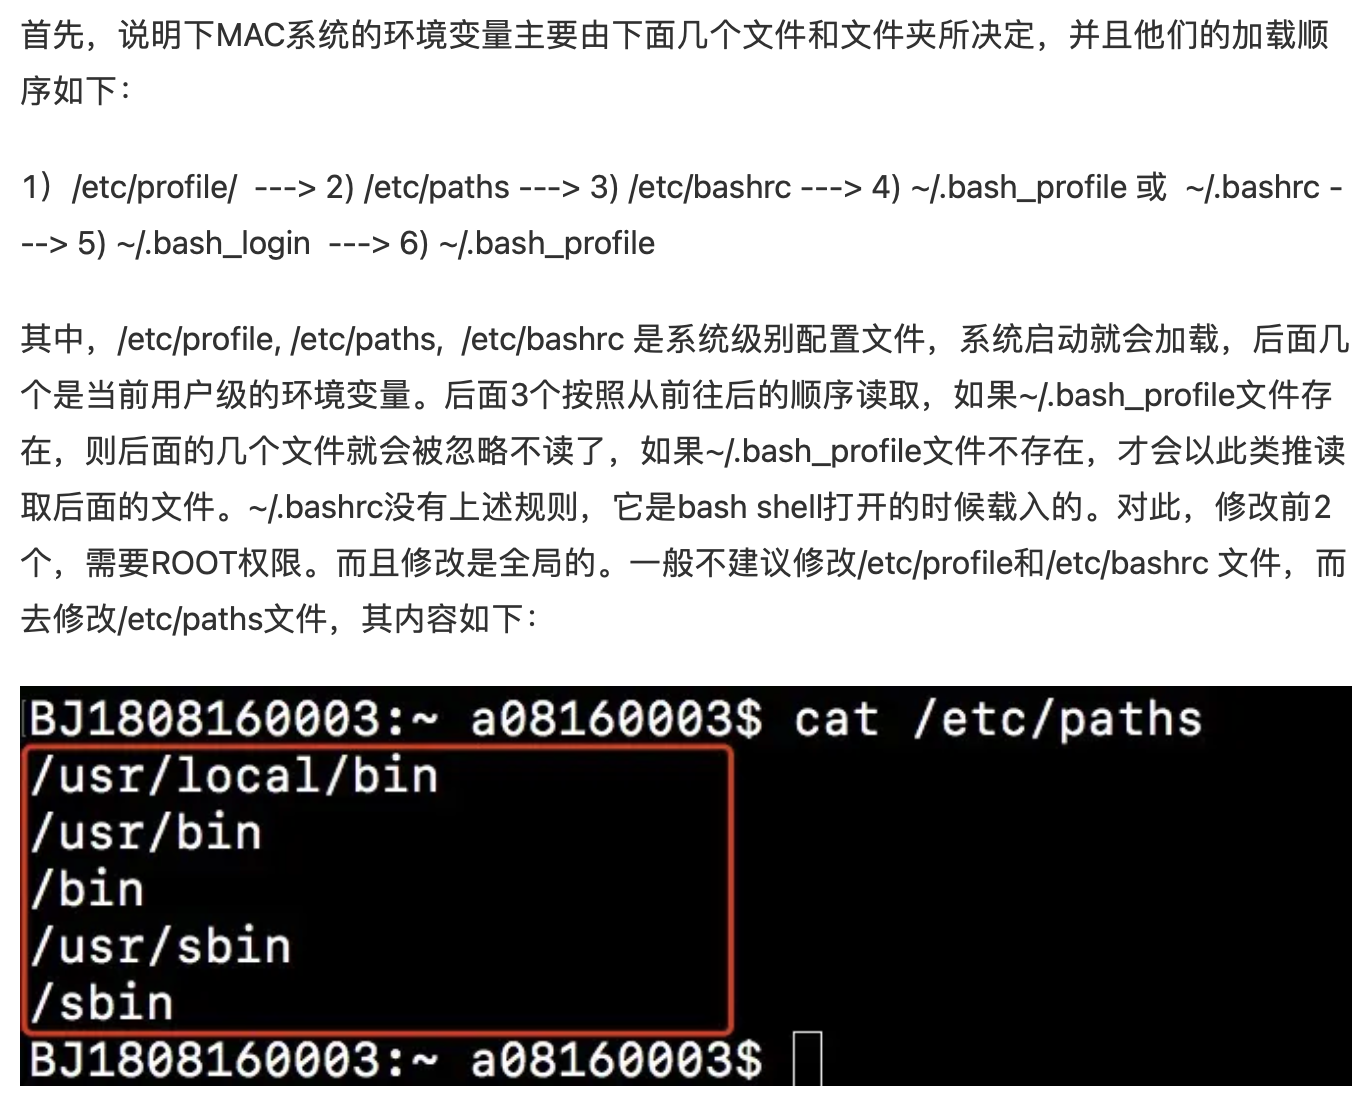 首先，说明下MAC系统的环境变量主要由下面几个文件和文件夹所决定，并且他们的加载顺
序如下：
1）/etc/profile/ ---> 2) /etc/paths ---> 3) /etc/bashrc ---> 4) ~/.bash_profile 或 ~/.bashrc -
--> 5) ~/.bash_login ---> 6) ~/.bash_profile
其中，/etc/profile, /etc/paths, /etc/bashrc 是系统级别配置文件，系统启动就会加载，后面几
个是当前用户级的环境变量。后面3个按照从前往后的顺序读取，如果~/.bash_profile文件存
在，则后面的几个文件就会被忽略不读了，如果~/.bash_profile文件不存在，才会以此类推读
取后面的文件。~/.bashrc没有上述规则，它是bash shell打开的时候载入的。对此，修改前2
个，需要ROOT权限。而且修改是全局的。一般不建议修改/etc/profile和/etc/bashrc 文件，而
去修改/etc/paths文件，其内容如下：
BJ1808160003:~ a08160003$ cat /etc/paths
/usr/local/bin
/usr/bin
/bin
/usr/sbin
/sbin
BJ1808160003:~ a08160003$